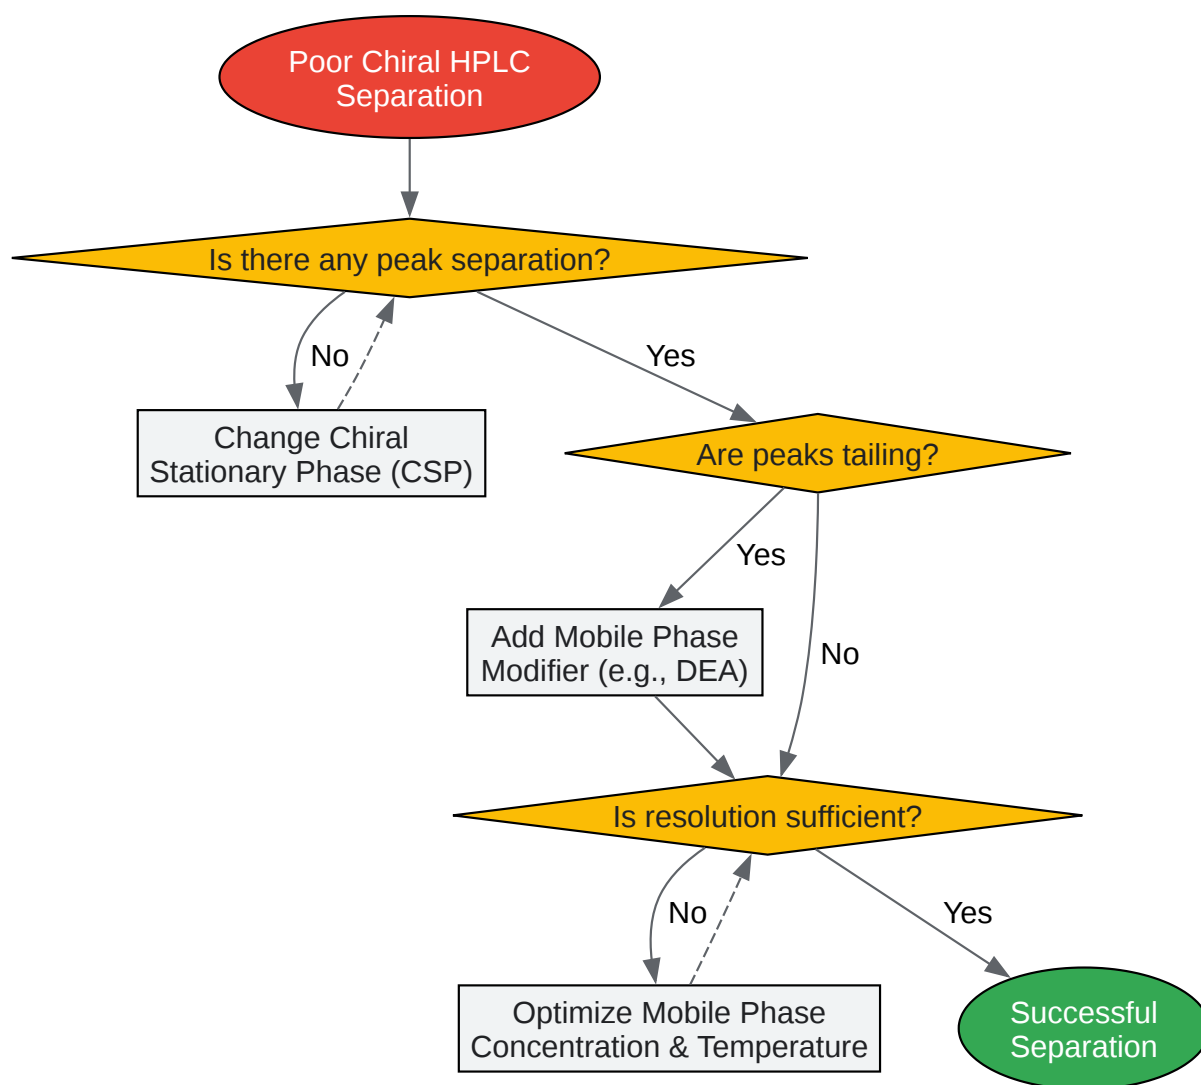 Poor Chiral HPLC
Separation
Is there any peak separation?
No
Yes
Change Chiral
Stationary Phase (CSP)
Are peaks tailing?
Yes
Add Mobile Phase
Modifier (e.g., DEA)
No
Is resolution sufficient?
No
Yes
Optimize Mobile Phase
Concentration & Temperature
Successful
Separation